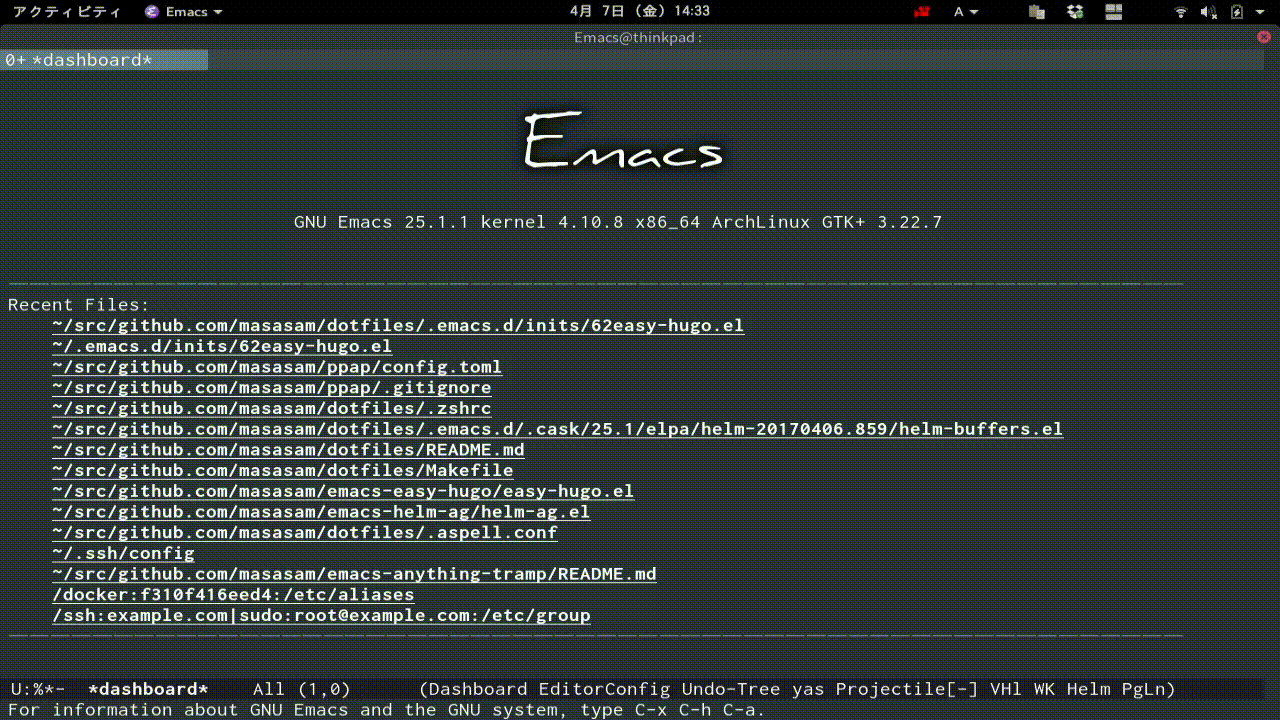 アクティビティ Emacs 4月 7日 (金) 14:33 A
Emacs@thinkpad:
0+ *dashboard*
Emacs
GNU Emacs 25.1.1 kernel 4.10.8 x86_64 ArchLinux GTK+ 3.22.7
Recent Files:
~/src/github.com/masasam/dotfiles/.emacs.d/inits/62easy-hugo.el
~/.emacs.d/inits/62easy-hugo.el
~/src/github.com/masasam/ppap/config.toml
~/src/github.com/masasam/ppap/.gitignore
~/src/github.com/masasam/dotfiles/.zshrc
~/src/github.com/masasam/dotfiles/.emacs.d/.cask/25.1/elpa/helm-20170406.859/helm-buffers.el
~/src/github.com/masasam/dotfiles/README.md
~/src/github.com/masasam/dotfiles/Makefile
~/src/github.com/masasam/emacs-easy-hugo/easy-hugo.el
~/src/github.com/masasam/emacs-helm-ag/helm-ag.el
~/src/github.com/masasam/dotfiles/.aspell.conf
~/.ssh/config
~/src/github.com/masasam/emacs-anything-tramp/README.md
/docker:f310f416eed4:/etc/aliases
/ssh:example.com|sudo:root@example.com:/etc/group
U:%*- *dashboard* All (1,0) (Dashboard EditorConfig Undo-Tree yas Projectile[-] VHl WK Helm PgLn)
For information about GNU Emacs and the GNU system, type C-x C-h C-a.